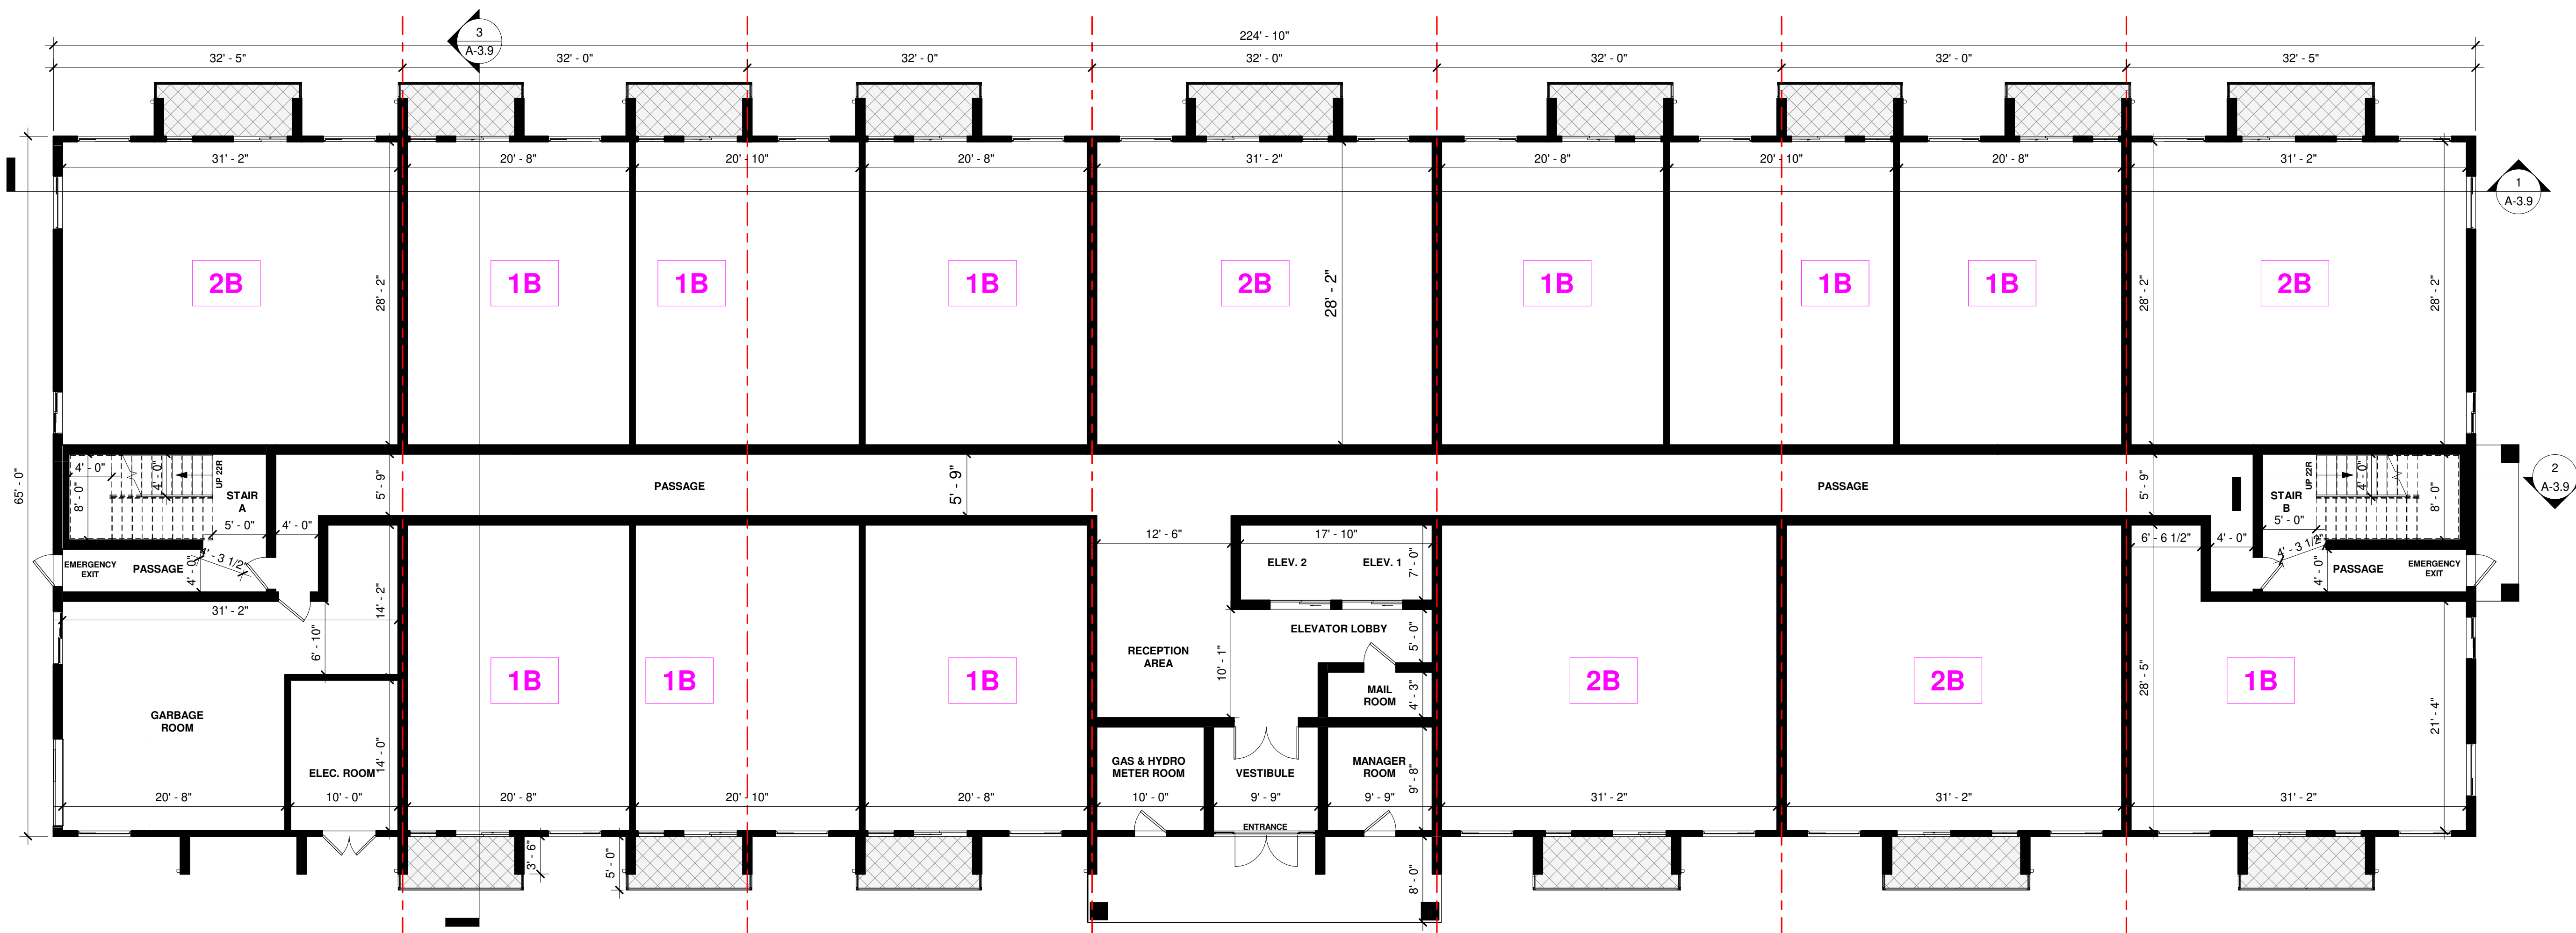 3
A-3.9
224' - 10"
32' - 5"
32' - 0"
32' - 0"
32' - 0"
32' - 0"
32' - 0"
32' - 5"
31' - 2"
20' - 8"
20' - 10"
20' - 8"
31' - 2"
20' - 8"
20' - 10"
20' - 8"
31' - 2"
1
A-3.9
2B
1B
1B
1B
2B
1B
1B
1B
2B
28' - 2"
28' - 2"
28' - 2"
28' - 2"
65' - 0"
4' - 0"
4' - 0"
8' - 0"
UP 22R
STAIR
A
5' - 0"
4' - 0"
5' - 9"
PASSAGE
5' - 9"
PASSAGE
5' - 9"
STAIR
B
UP 22R
4' - 0"
5' - 0"
8' - 0"
2
A-3.9
EMERGENCY
EXIT
PASSAGE
4' - 0"
4' - 3 1/2"
31' - 2"
14' - 2"
6' - 10"
12' - 6"
17' - 10"
ELEV. 2
ELEV. 1
7' - 0"
6' - 6 1/2"
4' - 0"
4' - 3 1/2"
4' - 0"
PASSAGE
EMERGENCY
EXIT
ELEVATOR LOBBY
5' - 0"
RECEPTION
AREA
10' - 1"
1B
1B
1B
2B
2B
1B
28' - 5"
21' - 4"
MAIL
ROOM
4' - 3"
GARBAGE
ROOM
ELEC. ROOM
14' - 0"
GAS & HYDRO
METER ROOM
VESTIBULE
MANAGER
ROOM
9' - 8"
20' - 8"
10' - 0"
20' - 8"
20' - 10"
20' - 8"
10' - 0"
9' - 9"
9' - 9"
31' - 2"
31' - 2"
31' - 2"
ENTRANCE
3' - 6"
5' - 0"
8' - 0"